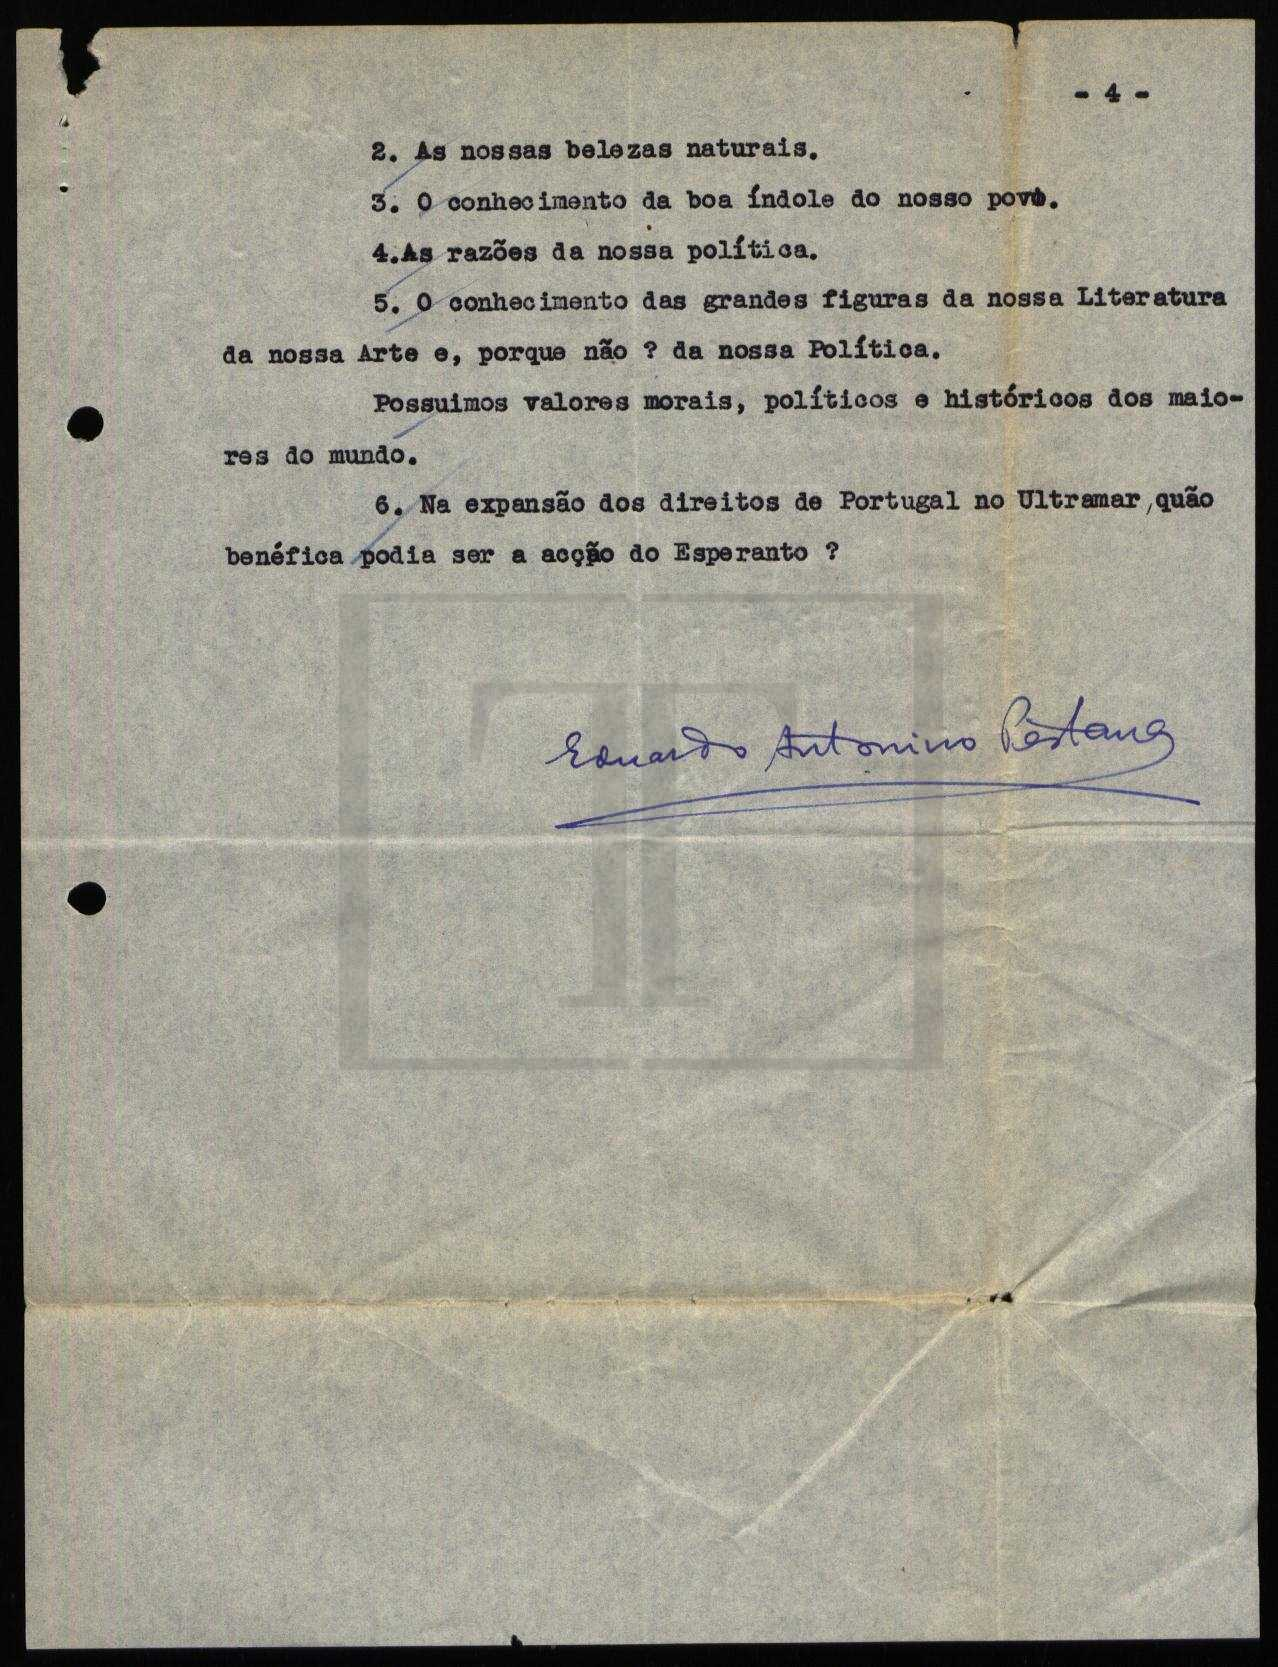 - 4 -
2. As nossas belezas naturais.
3. O conhecimento da boa índole do nosso povo.
4.As razões da nossa política.
5. O conhecimento das grandes figuras da nossa Literatura
da nossa Arte e, porque não ? da nossa Política.
Possuimos valores morais, políticos e históricos dos maio-
res do mundo.
6. Na expansão dos direitos de Portugal no Ultramar, quão
benéfica podia ser a acção do Esperanto ?
Eduardo Antonino Pestana